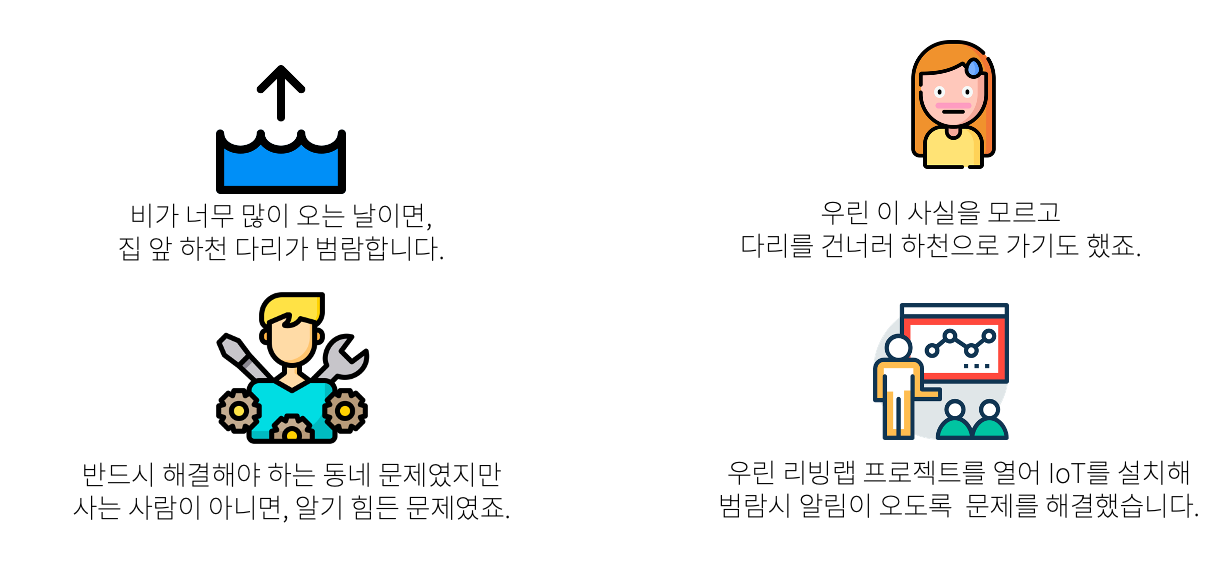 비가 너무 많이 오는 날이면,
집 앞 하천 다리가 범람합니다.
우린 이 사실을 모르고
다리를 건너러 하천으로 가기도 했죠.
반드시 해결해야 하는 동네 문제였지만
사는 사람이 아니면, 알기 힘든 문제였죠.
우린 리빙랩 프로젝트를 열어 IoT를 설치해
범람시 알림이 오도록  문제를 해결했습니다.